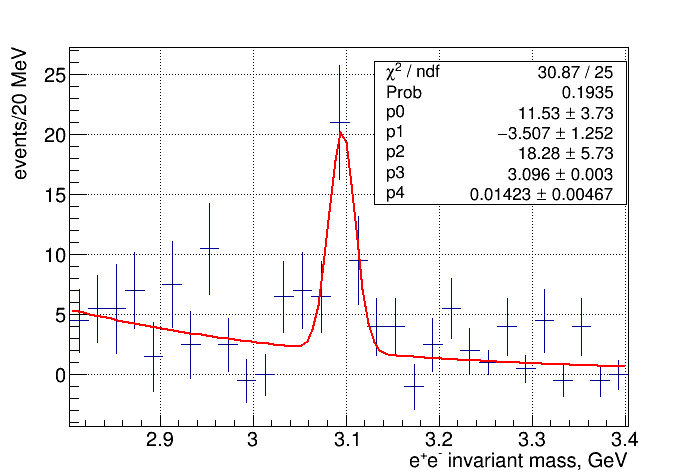 events/20 MeV
25
20
15
10
5
0
χ² / ndf 30.87 / 25
Prob 0.1935
p0 11.53 ± 3.73
p1 −3.507 ± 1.252
p2 18.28 ± 5.73
p3 3.096 ± 0.003
p4 0.01423 ± 0.00467
2.9 3 3.1 3.2 3.3 3.4
e⁺e⁻ invariant mass, GeV